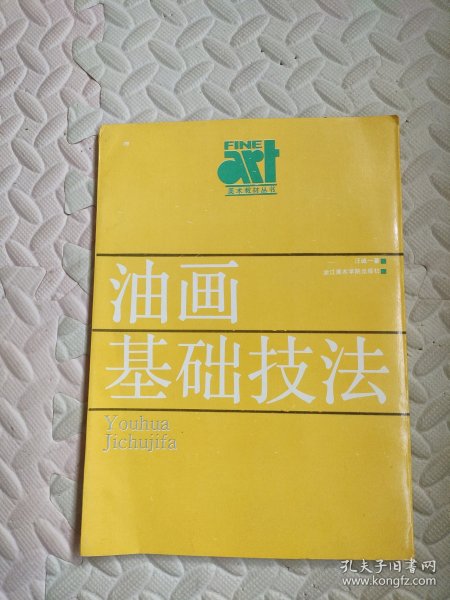 FINE
art
美术教材丛书
汪诚一著
浙江美术学院出版社
油画
基础技法
Youhua
Jichujifa
孔夫子旧书网
www.kongfz.com